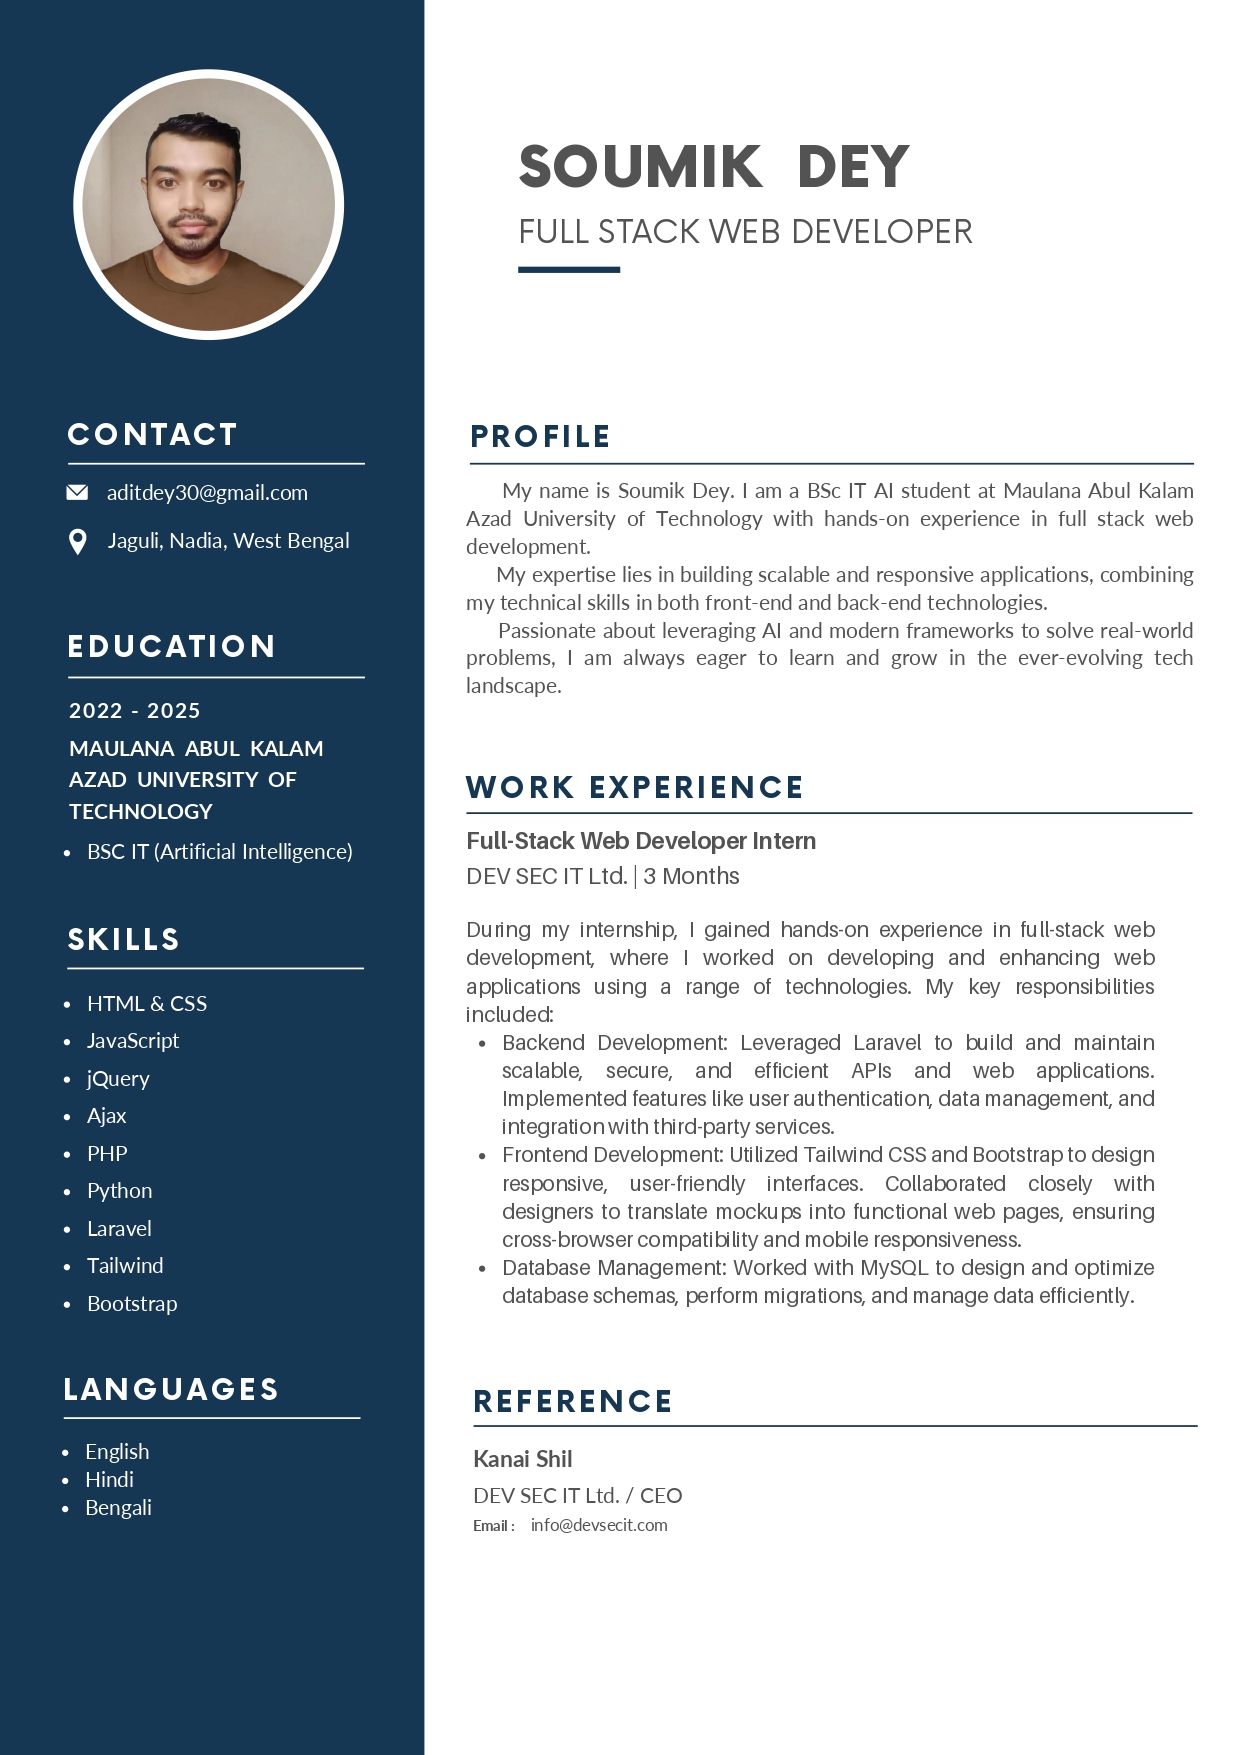 SOUMIK DEY
FULL STACK WEB DEVELOPER
CONTACT
aditdey30@gmail.com
Jaguli, Nadia, West Bengal
EDUCATION
2022 - 2025
MAULANA ABUL KALAM
AZAD UNIVERSITY OF
TECHNOLOGY
• BSC IT (Artificial Intelligence)
SKILLS
• HTML & CSS
• JavaScript
• jQuery
• Ajax
• PHP
• Python
• Laravel
• Tailwind
• Bootstrap
LANGUAGES
• English
• Hindi
• Bengali
PROFILE
My name is Soumik Dey. I am a BSc IT AI student at Maulana Abul Kalam
Azad University of Technology with hands-on experience in full stack web
development.
My expertise lies in building scalable and responsive applications, combining
my technical skills in both front-end and back-end technologies.
Passionate about leveraging AI and modern frameworks to solve real-world
problems, I am always eager to learn and grow in the ever-evolving tech
landscape.
WORK EXPERIENCE
Full-Stack Web Developer Intern
DEV SEC IT Ltd. | 3 Months
During my internship, I gained hands-on experience in full-stack web
development, where I worked on developing and enhancing web
applications using a range of technologies. My key responsibilities
included:
• Backend Development: Leveraged Laravel to build and maintain
scalable, secure, and efficient APIs and web applications.
Implemented features like user authentication, data management, and
integration with third-party services.
• Frontend Development: Utilized Tailwind CSS and Bootstrap to design
responsive, user-friendly interfaces. Collaborated closely with
designers to translate mockups into functional web pages, ensuring
cross-browser compatibility and mobile responsiveness.
• Database Management: Worked with MySQL to design and optimize
database schemas, perform migrations, and manage data efficiently.
REFERENCE
Kanai Shil
DEV SEC IT Ltd. / CEO
Email : info@devsecit.com